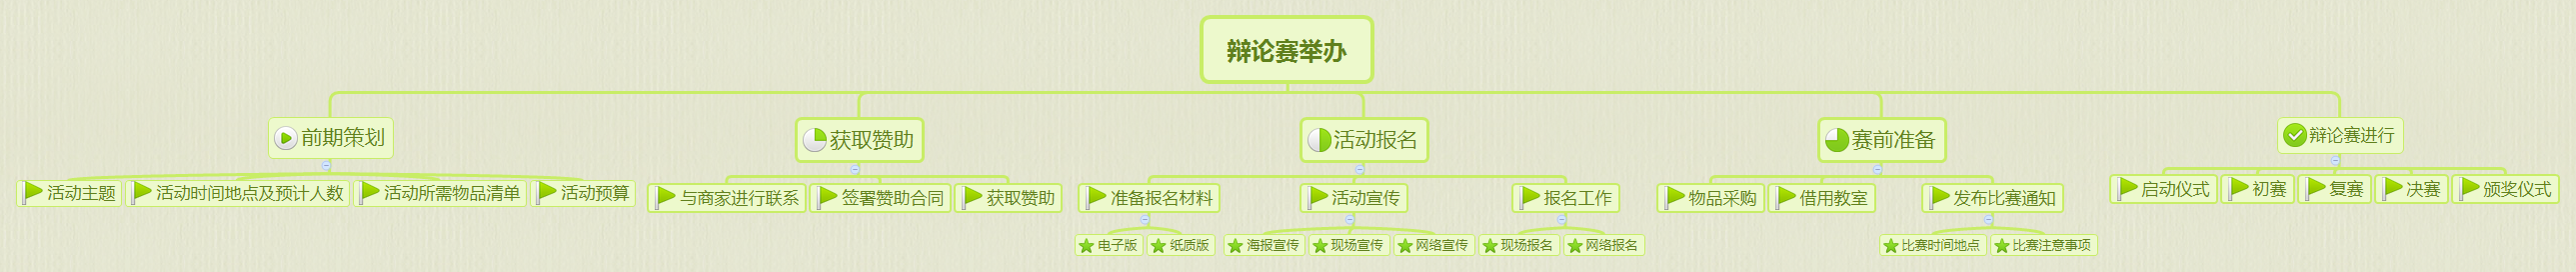 辩论赛举办
前期策划
获取赞助
活动报名
赛前准备
辩论赛进行
活动主题
活动时间地点及预计人数
活动所需物品清单
活动预算
与商家进行联系
签署赞助合同
获取赞助
准备报名材料
活动宣传
报名工作
物品采购
借用教室
发布比赛通知
启动仪式
初赛
复赛
决赛
颁奖仪式
电子版
纸质版
海报宣传
现场宣传
网络宣传
现场报名
网络报名
比赛时间地点
比赛注意事项